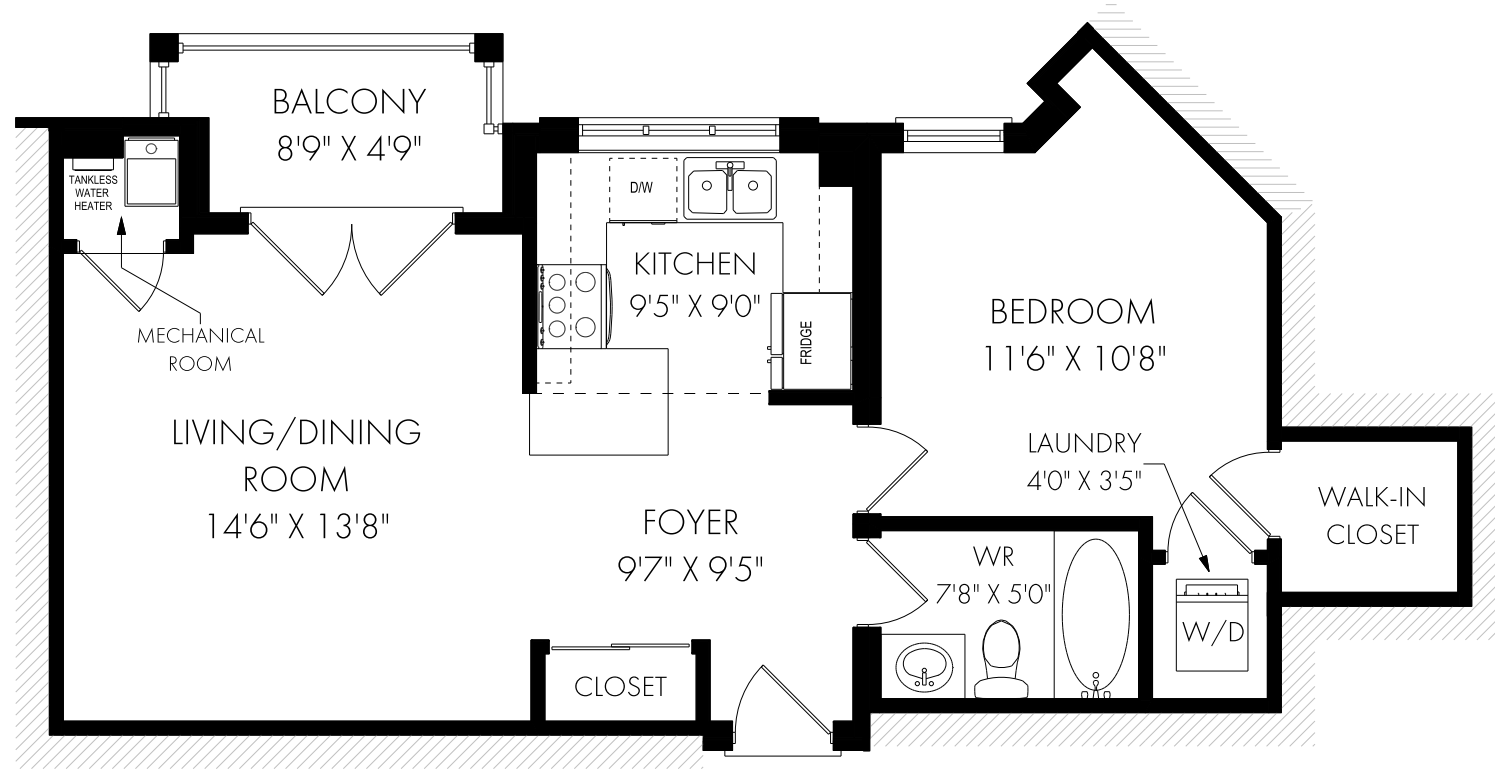 BALCONY
8'9" X 4'9"
TANKLESS
WATER
HEATER
D/W
KITCHEN
9'5" X 9'0"
FRIDGE
MECHANICAL
ROOM
BEDROOM
11'6" X 10'8"
LIVING/DINING
ROOM
14'6" X 13'8"
LAUNDRY
4'0" X 3'5"
WALK-IN
CLOSET
FOYER
9'7" X 9'5"
WR
7'8" X 5'0"
W/D
CLOSET